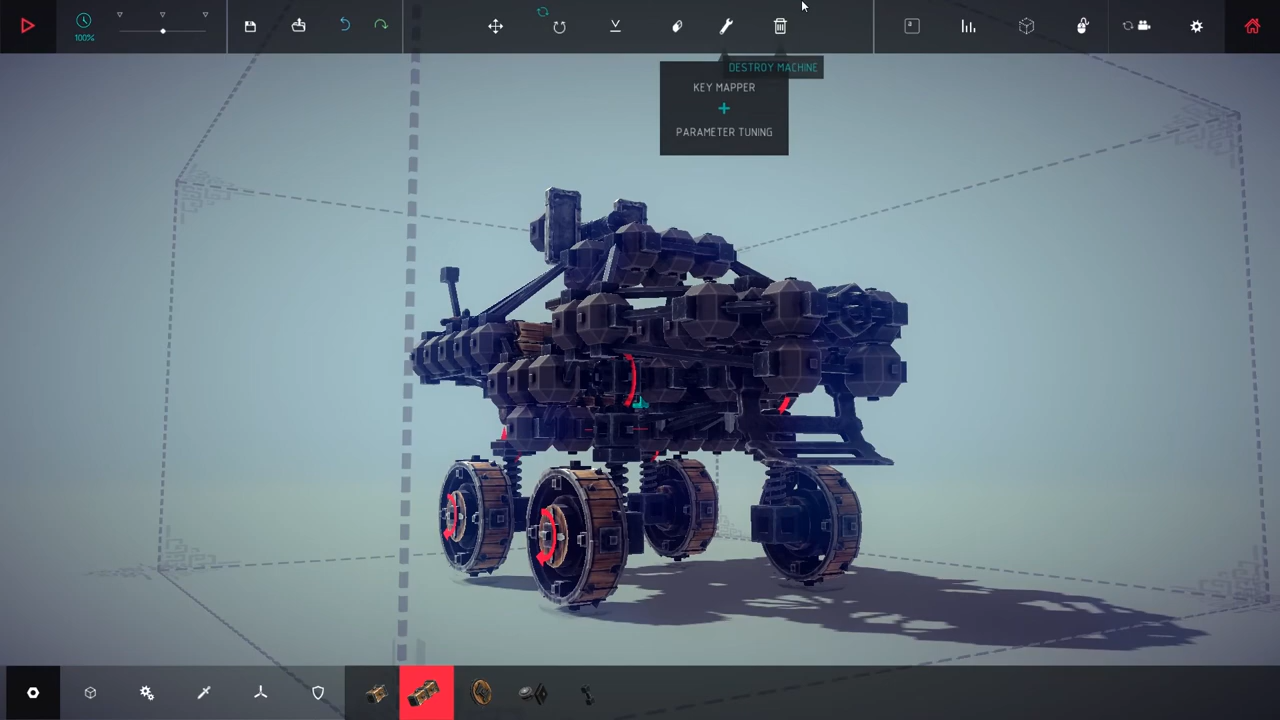 100%
DESTROY MACHINE
KEY MAPPER
+
PARAMETER TUNING